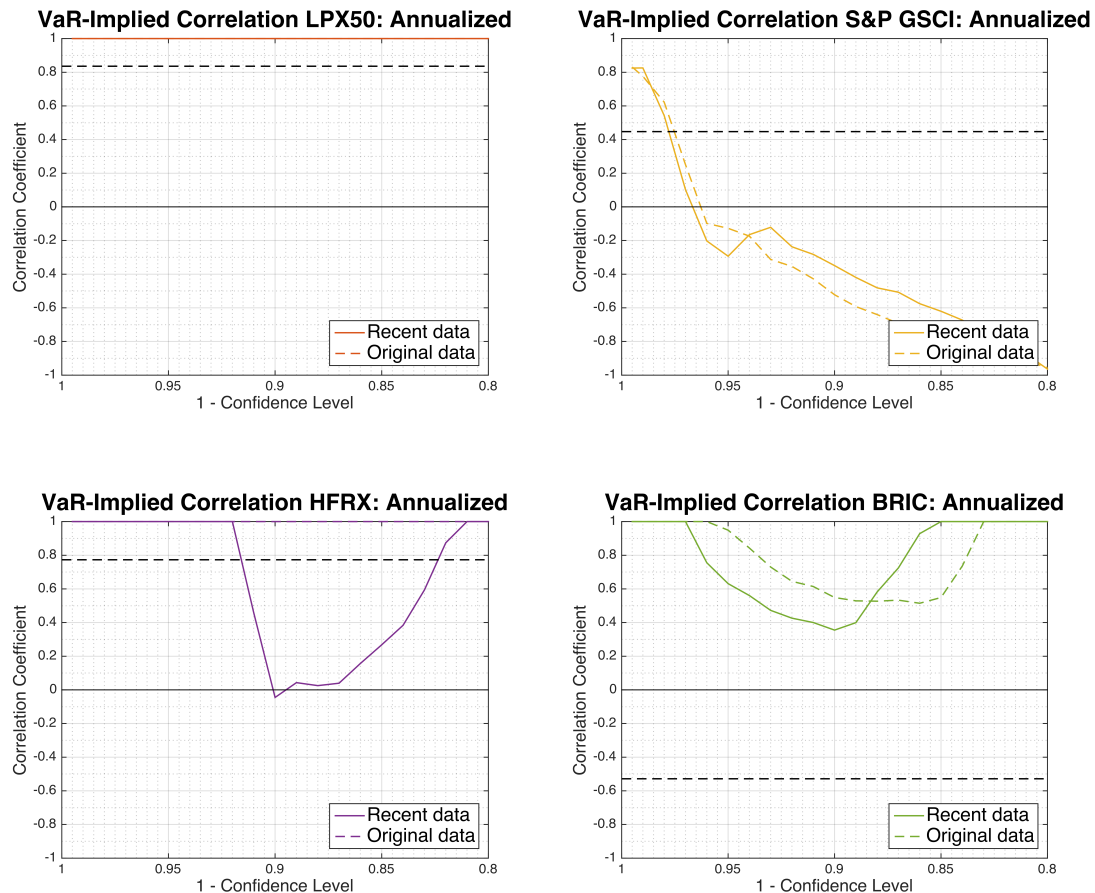 VaR-Implied Correlation LPX50: Annualized
1
0.8
0.6
0.4
0.2
0
-0.2
-0.4
-0.6
-0.8
-1
Correlation Coefficient
Recent data
Original data
1 0.95 0.9 0.85 0.8
1 - Confidence Level
VaR-Implied Correlation S&P GSCI: Annualized
1
0.8
0.6
0.4
0.2
0
-0.2
-0.4
-0.6
-0.8
-1
Correlation Coefficient
Recent data
Original data
1 0.95 0.9 0.85 0.8
1 - Confidence Level
VaR-Implied Correlation HFRX: Annualized
1
0.8
0.6
0.4
0.2
0
-0.2
-0.4
-0.6
-0.8
-1
Correlation Coefficient
Recent data
Original data
1 0.95 0.9 0.85 0.8
1 - Confidence Level
VaR-Implied Correlation BRIC: Annualized
1
0.8
0.6
0.4
0.2
0
-0.2
-0.4
-0.6
-0.8
-1
Correlation Coefficient
Recent data
Original data
1 0.95 0.9 0.85 0.8
1 - Confidence Level